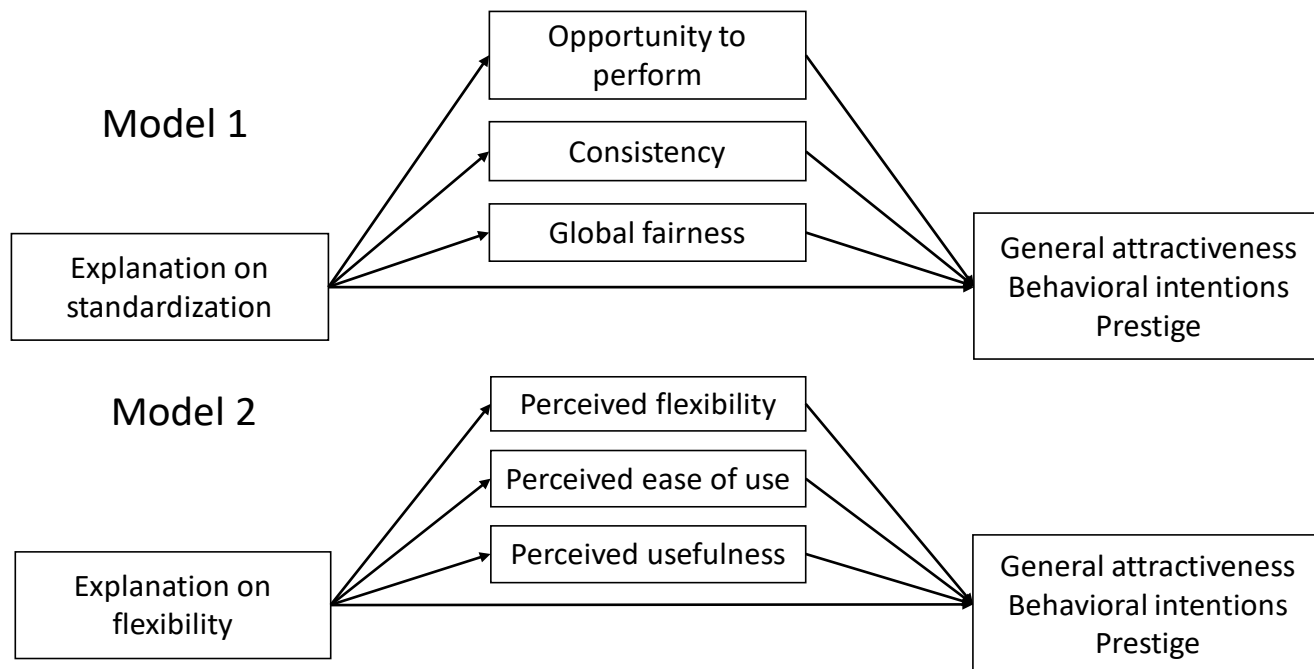 Model 1
Opportunity to
perform
Consistency
Global fairness
Explanation on
standardization
General attractiveness
Behavioral intentions
Prestige
Model 2
Perceived flexibility
Perceived ease of use
Perceived usefulness
Explanation on
flexibility
General attractiveness
Behavioral intentions
Prestige